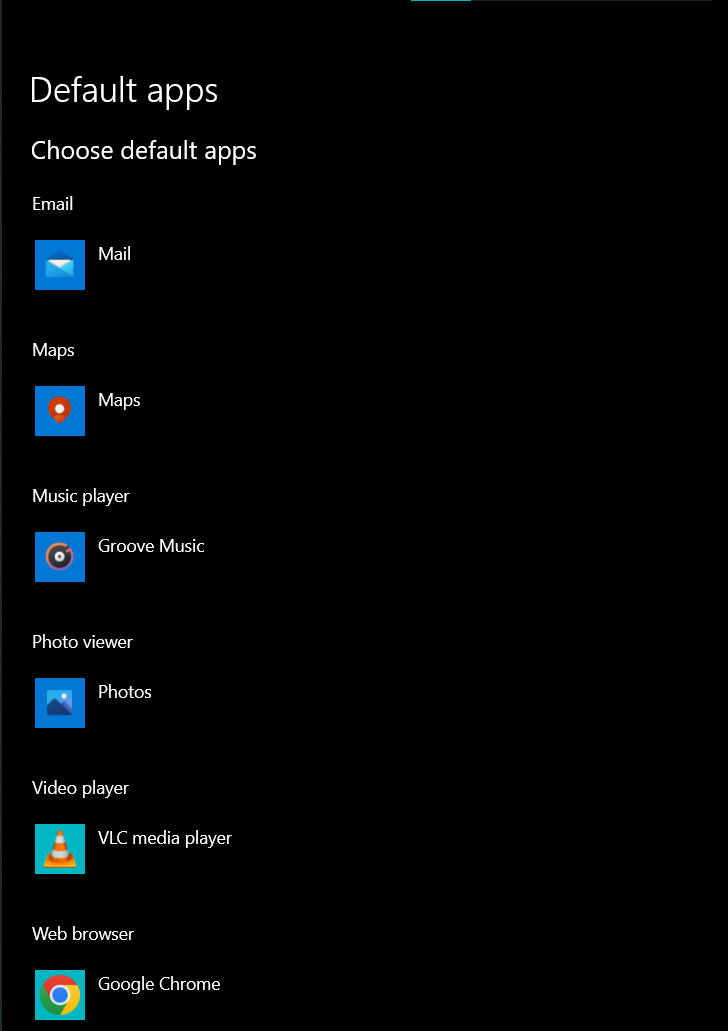 Default apps
Choose default apps
Email
Mail
Maps
Maps
Music player
Groove Music
Photo viewer
Photos
Video player
VLC media player
Web browser
Google Chrome